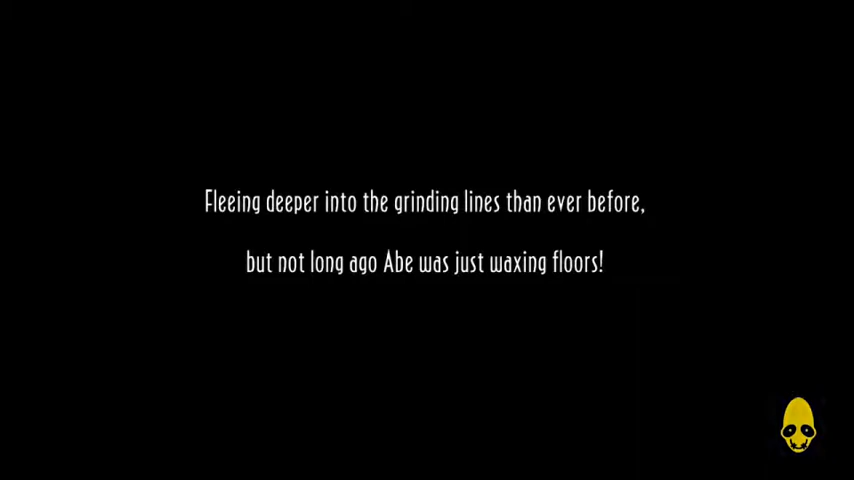 Fleeing deeper into the grinding lines than ever before,
but not long ago Abe was just waxing floors!